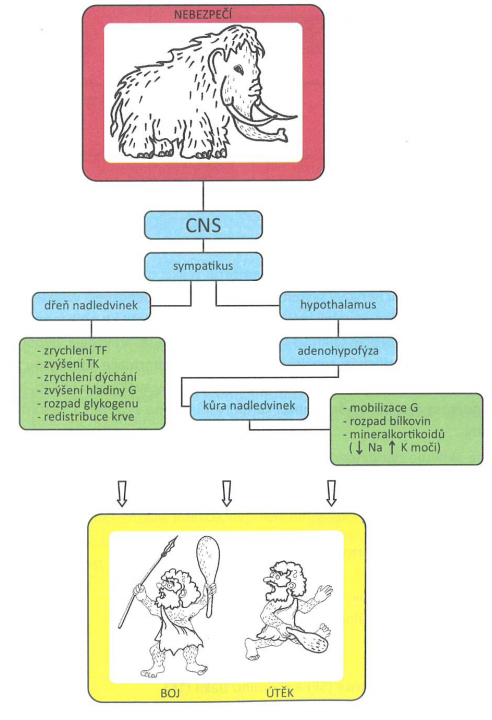 NEBEZPEČÍ
CNS
sympatikus
dřeň nadledvinek
hypothalamus
- zrychlení TF
- zvýšení TK
- zrychlení dýchání
- zvýšení hladiny G
- rozpad glykogenu
- redistribuce krve
adenohypofýza
kůra nadledvinek
- mobilizace G
- rozpad bílkovin
- mineralkortikoidů
(↓ Na ↑ K moči)
BOJ
ÚTĚK